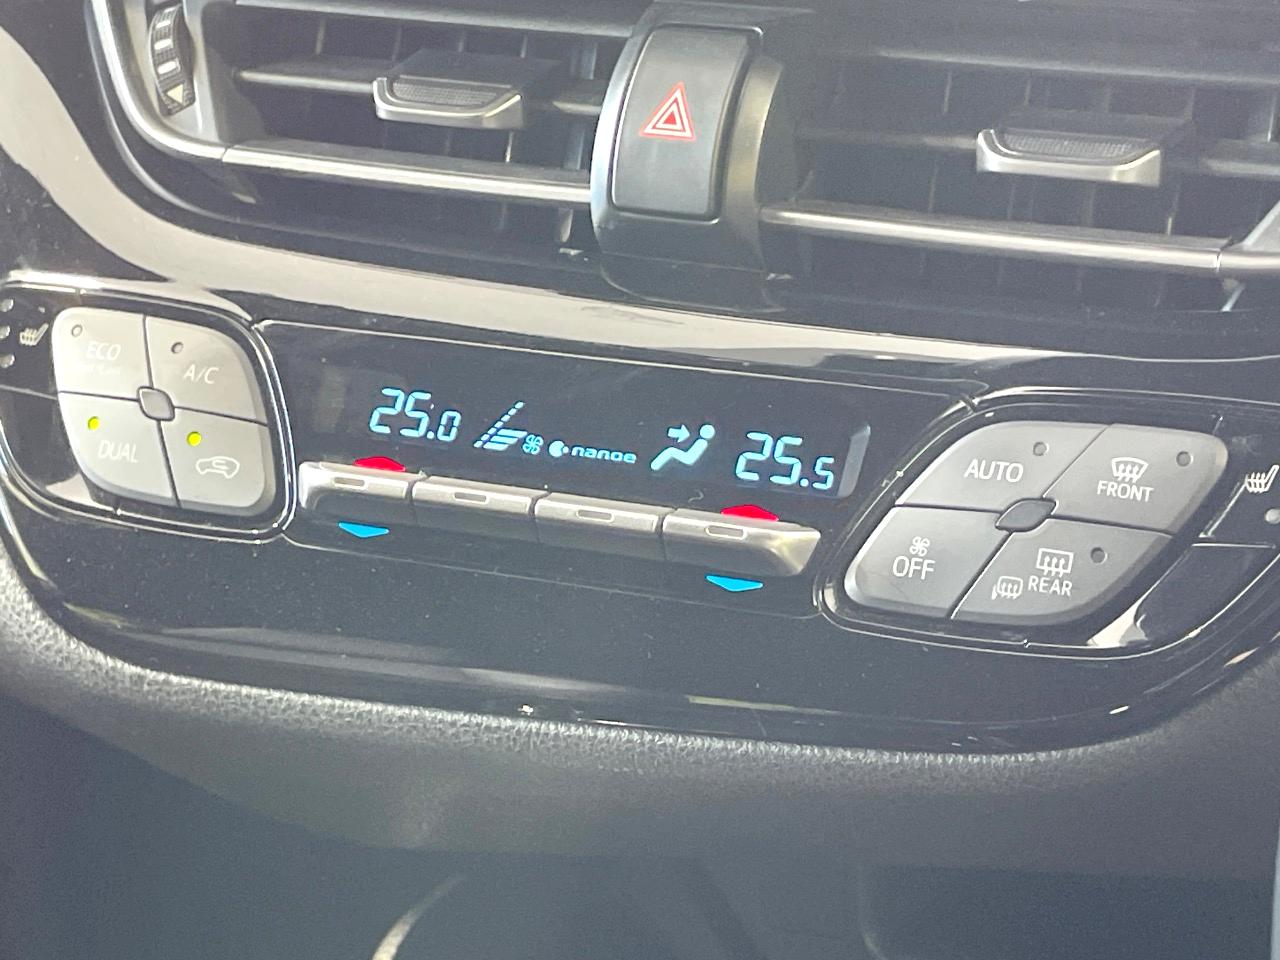 ECO
A/C
DUAL
25.0
nanoe
25.5
AUTO
FRONT
OFF
REAR